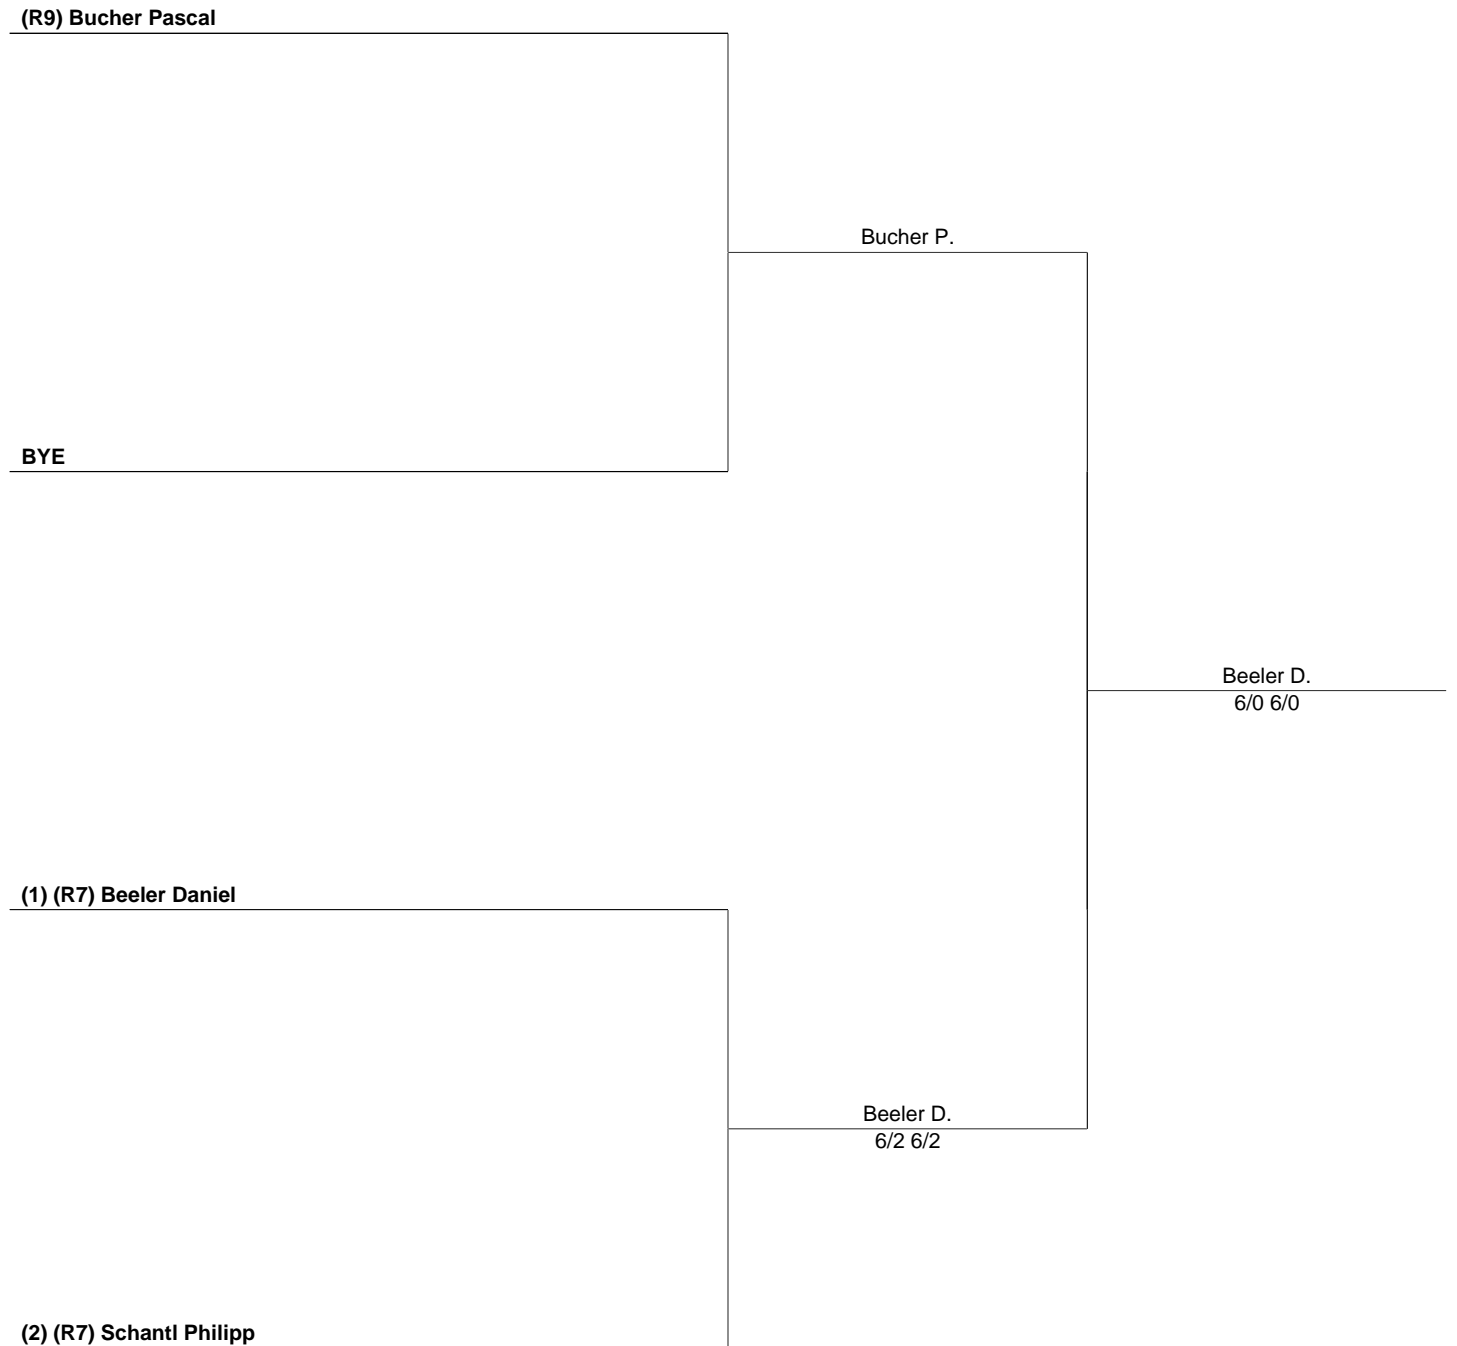 (R9) Bucher Pascal
Bucher P.
BYE
Beeler D.
6/0 6/0
(1) (R7) Beeler Daniel
Beeler D.
6/2 6/2
(2) (R7) Schantl Philipp